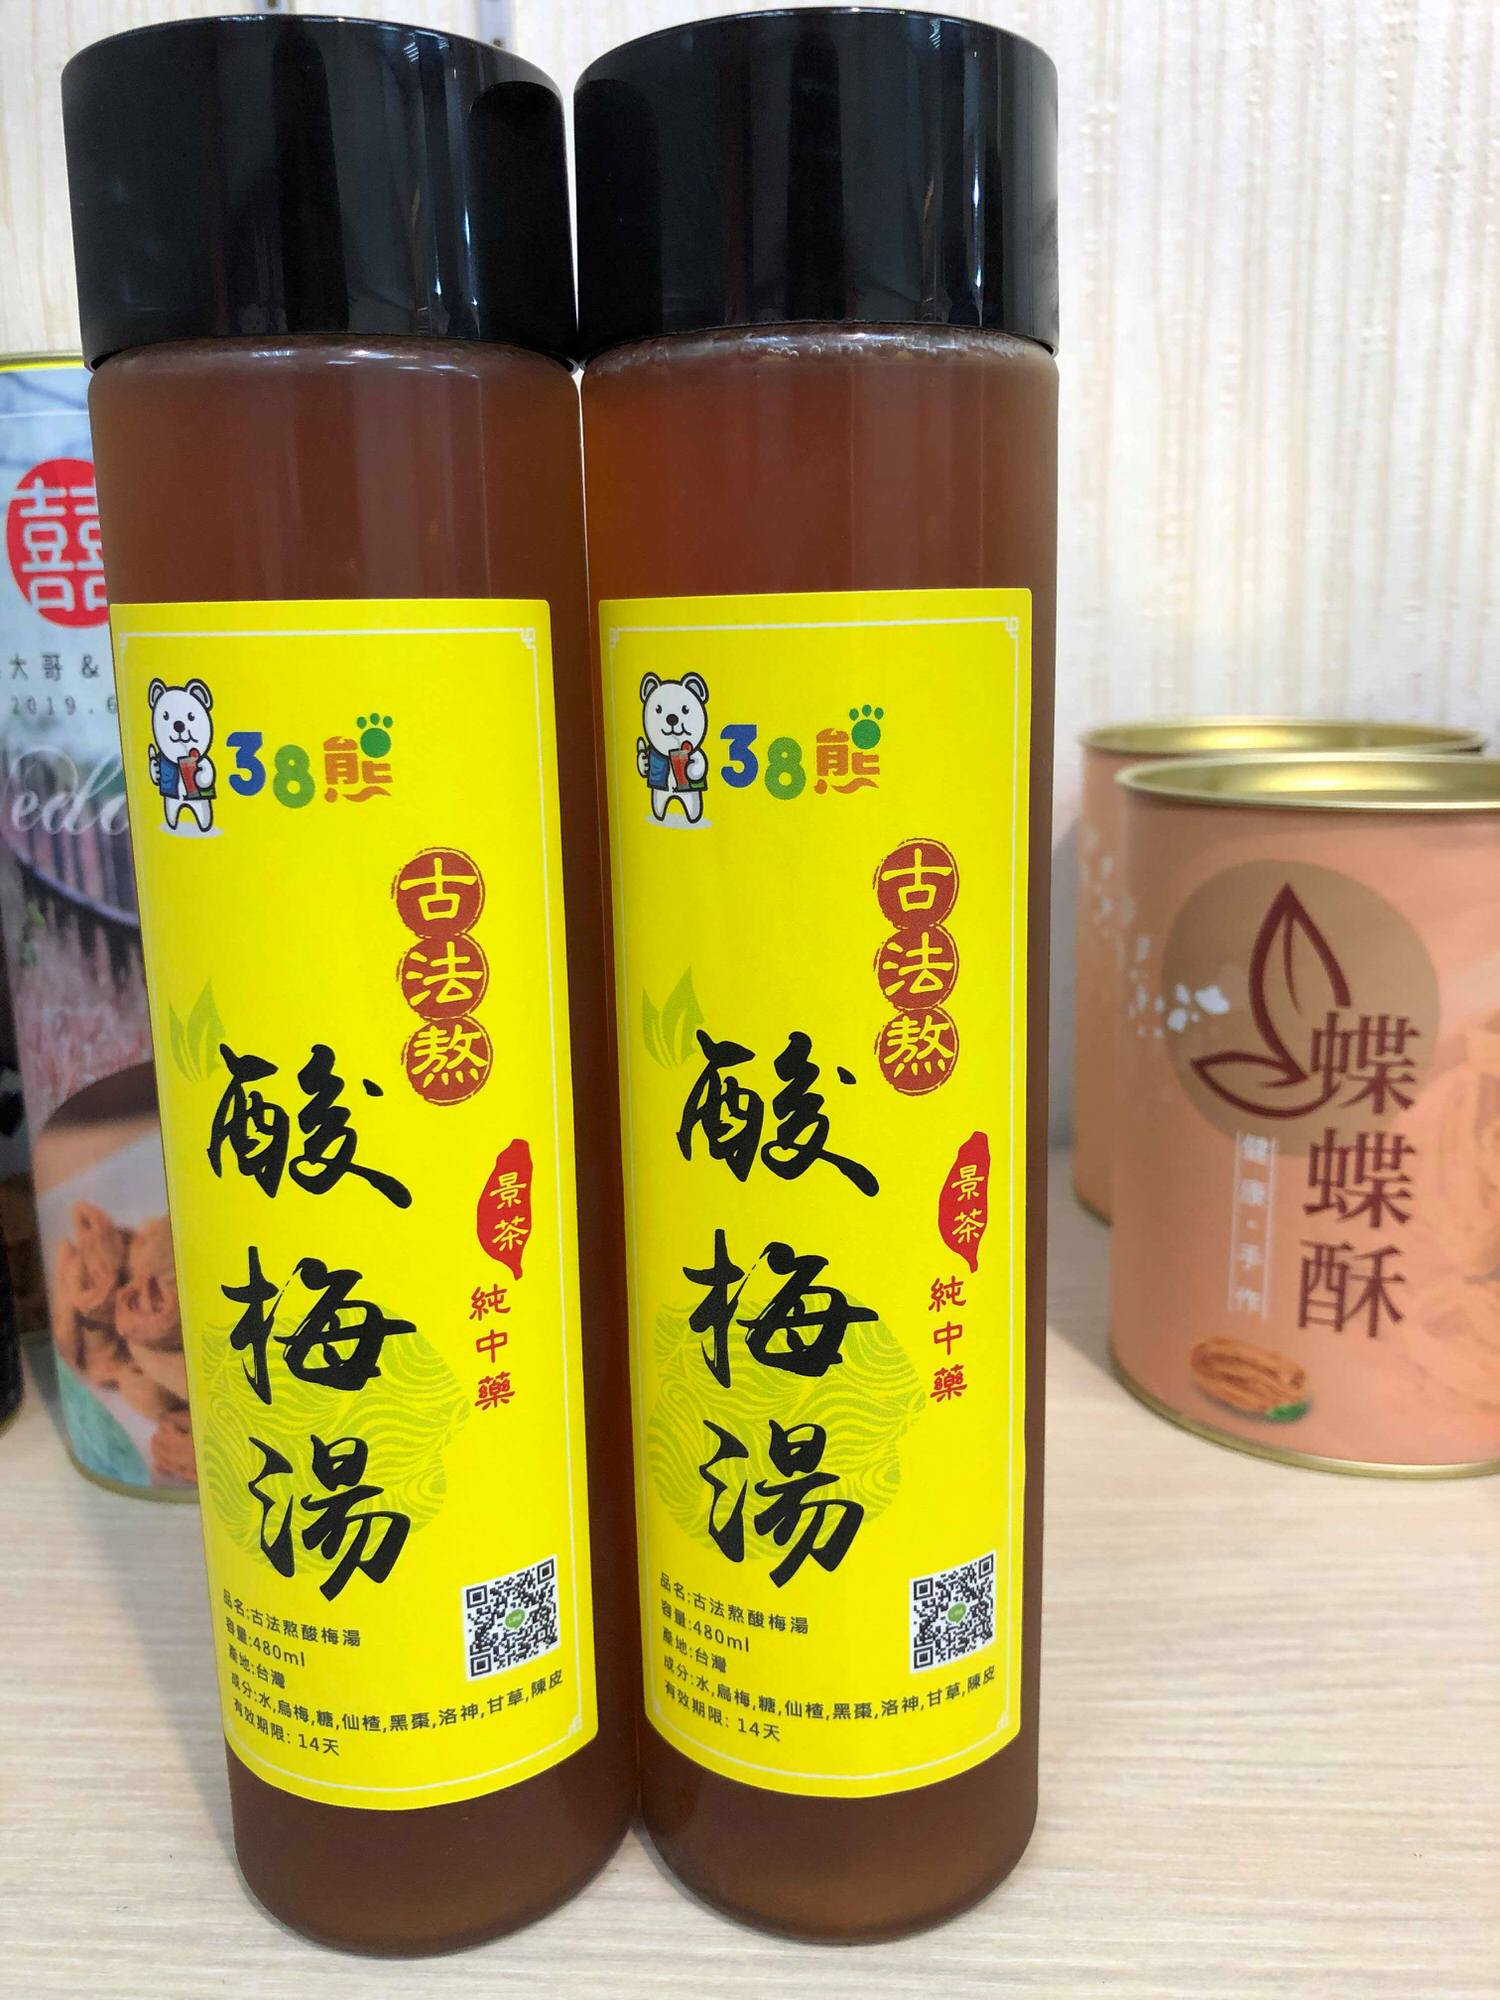 38熊
古法熬
酸梅湯
景茶
純中藥
品名:古法熬酸梅湯
容量:480ml
產地:台灣
成分:水,烏梅,糖,仙楂,黑棗,洛神,甘草,陳皮
有效期限: 14天
38熊
古法熬
酸梅湯
景茶
純中藥
品名:古法熬酸梅湯
容量:480ml
產地:台灣
成分:水,烏梅,糖,仙楂,黑棗,洛神,甘草,陳皮
有效期限: 14天
囍
大哥 &
2019.6
蝶蝶酥
健康·手作